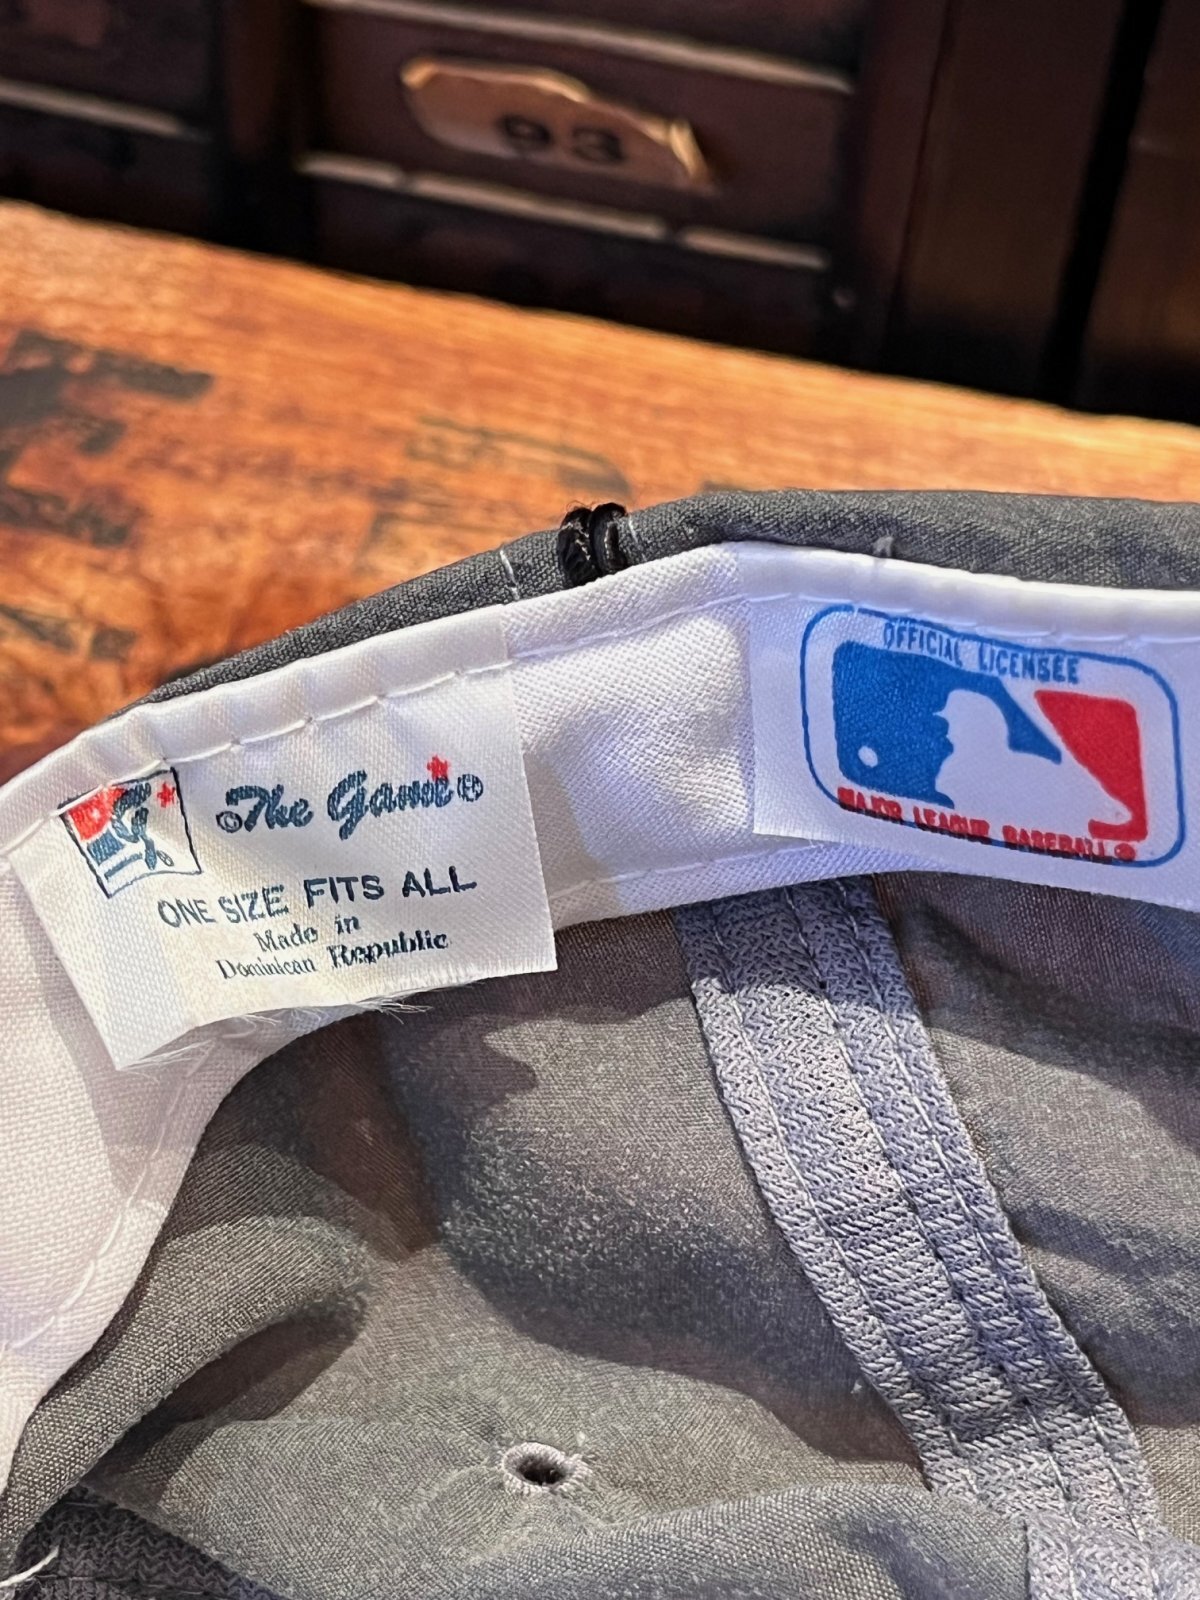 93
G
©The Game®
ONE SIZE FITS ALL
Made in
Dominican Republic
OFFICIAL LICENSEE
MAJOR LEAGUE BASEBALL®